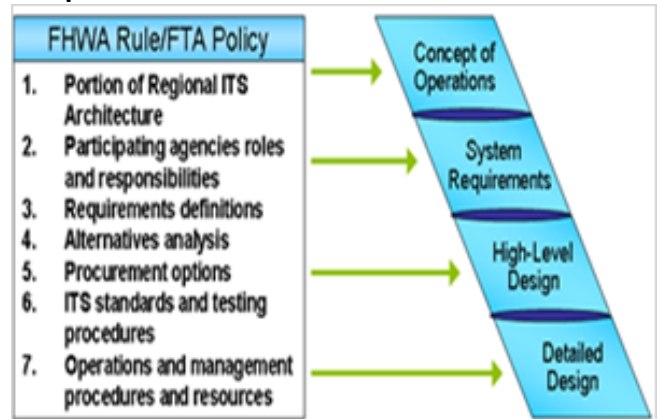 FHWA Rule/FTA Policy
1. Portion of Regional ITS
Architecture
2. Participating agencies roles
and responsibilities
3. Requirements definitions
4. Alternatives analysis
5. Procurement options
6. ITS standards and testing
procedures
7. Operations and management
procedures and resources
Concept of
Operations
System
Requirements
High-Level
Design
Detailed
Design